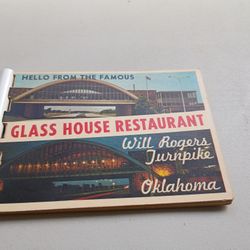 HELLO FROM THE FAMOUS
GLASS HOUSE RESTAURANT
Will Rogers
Turnpike
Oklahoma